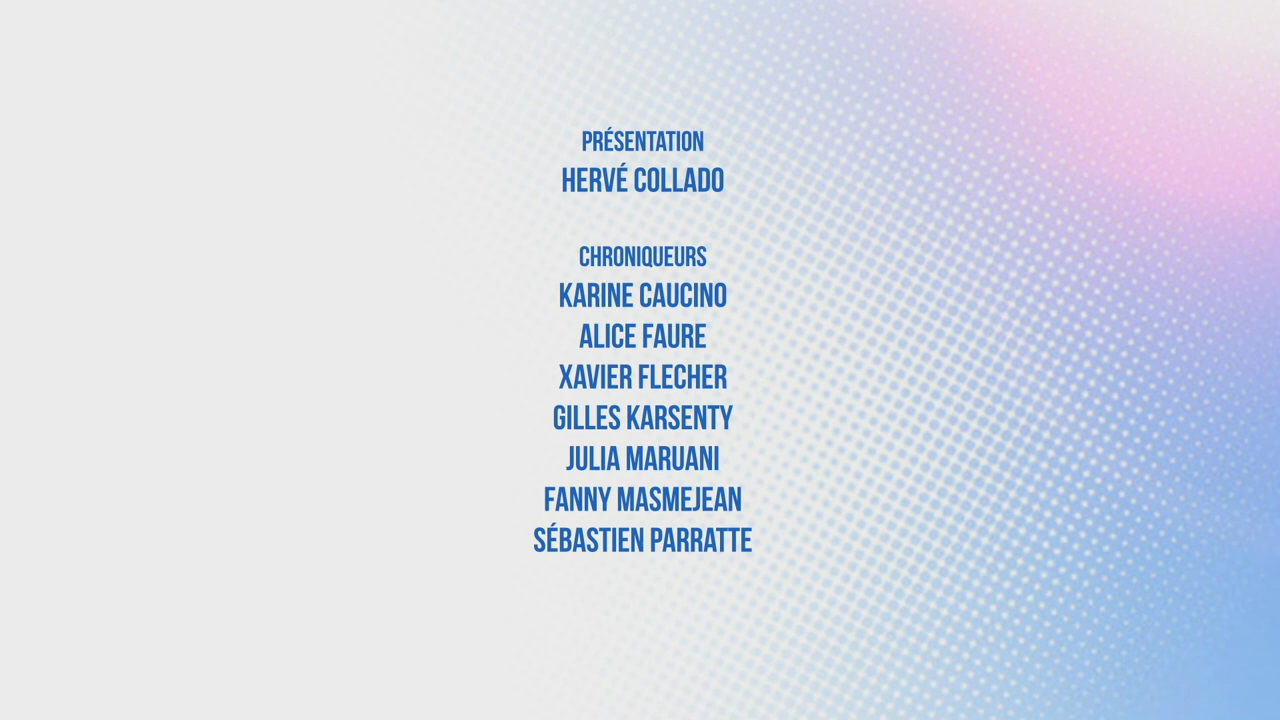 PRÉSENTATION
HERVÉ COLLADO
CHRONIQUEURS
KARINE CAUCINO
ALICE FAURE
XAVIER FLECHER
GILLES KARSENTY
JULIA MARUANI
FANNY MASMEJEAN
SÉBASTIEN PARRATTE